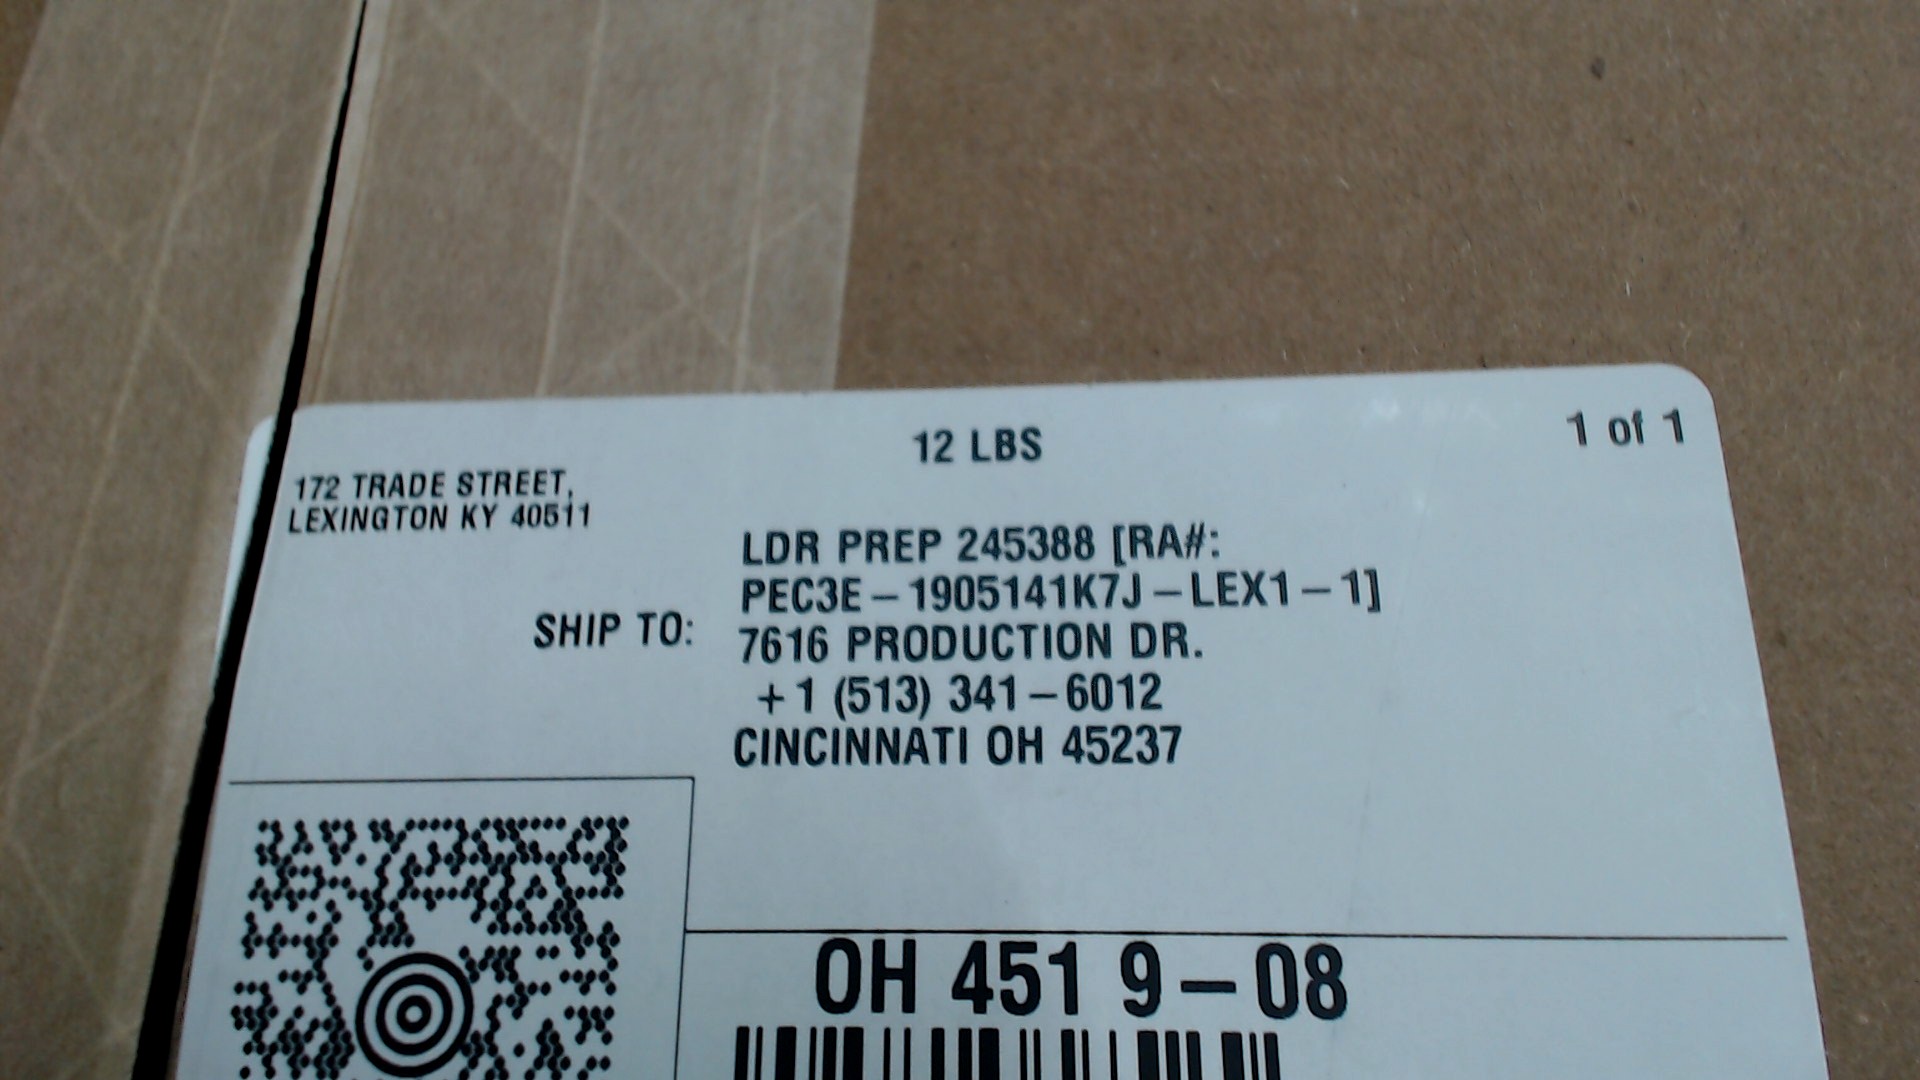 12 LBS
1 of 1
172 TRADE STREET,
LEXINGTON KY 40511
SHIP TO:
LDR PREP 245388 [RA#:
PEC3E-1905141K7J-LEX1-1]
7616 PRODUCTION DR.
+1 (513) 341-6012
CINCINNATI OH 45237
OH 451 9-08